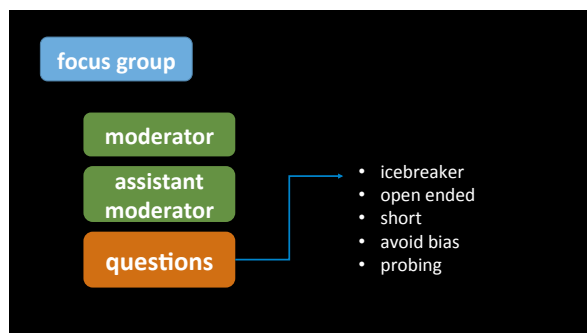 focus group
moderator
assistant
moderator
questions
• icebreaker
• open ended
• short
• avoid bias
• probing